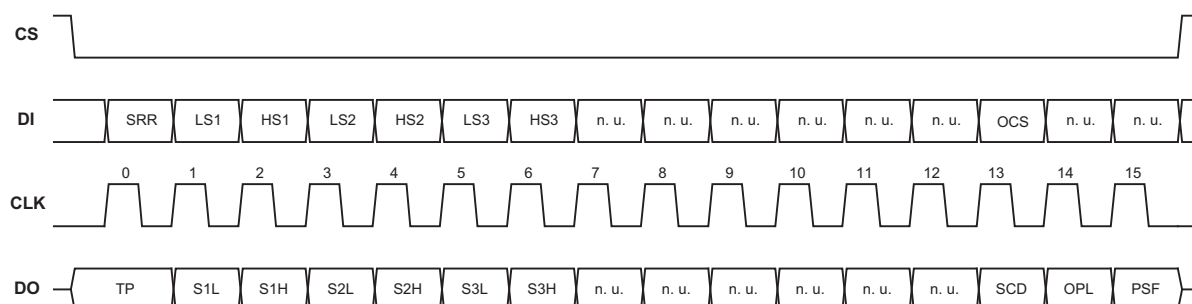 CS
DI SRR LS1 HS1 LS2 HS2 LS3 HS3 n. u. n. u. n. u. n. u. n. u. n. u. OCS n. u. n. u.
0 1 2 3 4 5 6 7 8 9 10 11 12 13 14 15
CLK
DO TP S1L S1H S2L S2H S3L S3H n. u. n. u. n. u. n. u. n. u. n. u. SCD OPL PSF